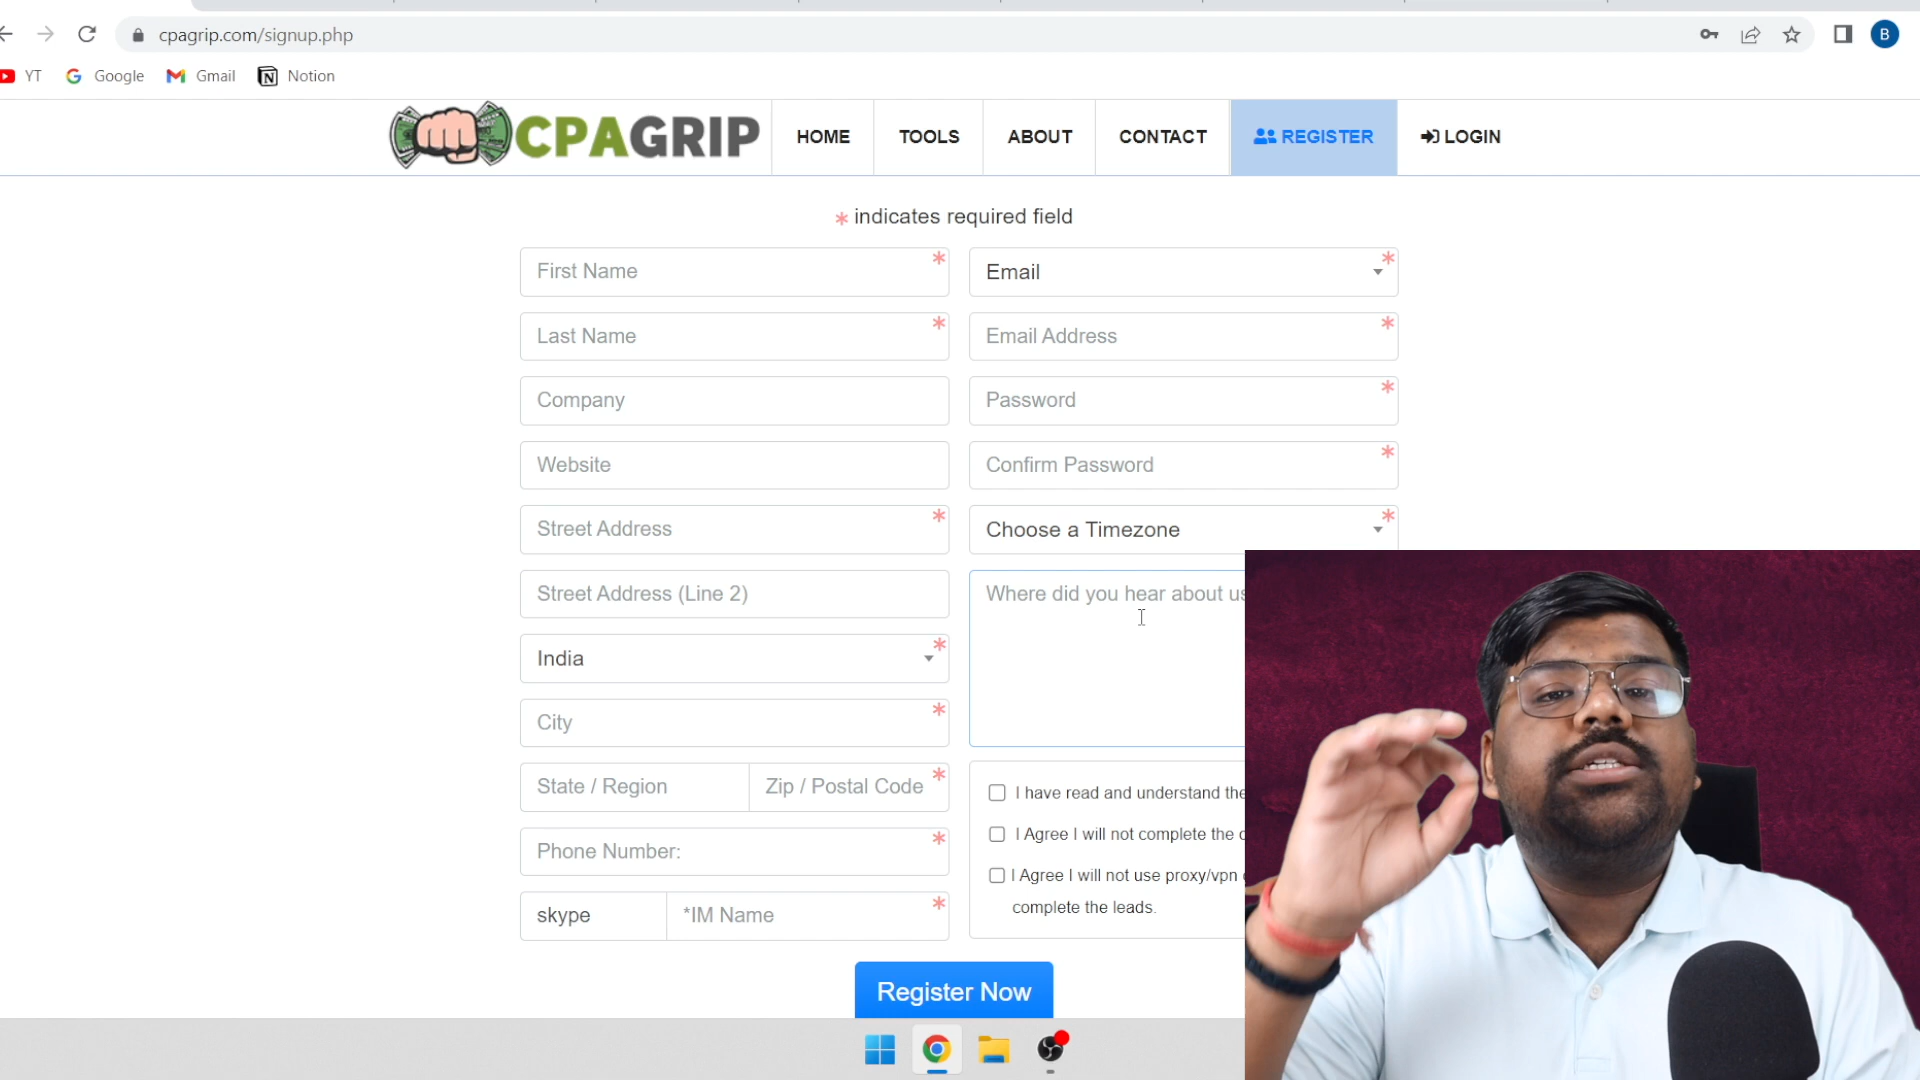 cpagrip.com/signup.php
B
YT
Google
Gmail
Notion
CPAGRIP
HOME
TOOLS
ABOUT
CONTACT
REGISTER
LOGIN
* indicates required field
First Name *
Email *
Last Name *
Email Address *
Company
Password *
Website
Confirm Password *
Street Address *
Choose a Timezone *
Street Address (Line 2)
Where did you hear about us
India *
City *
State / Region
Zip / Postal Code *
I have read and understand the
I Agree I will not complete the
Phone Number: *
I Agree I will not use proxy/vpn
complete the leads.
skype
*IM Name *
Register Now